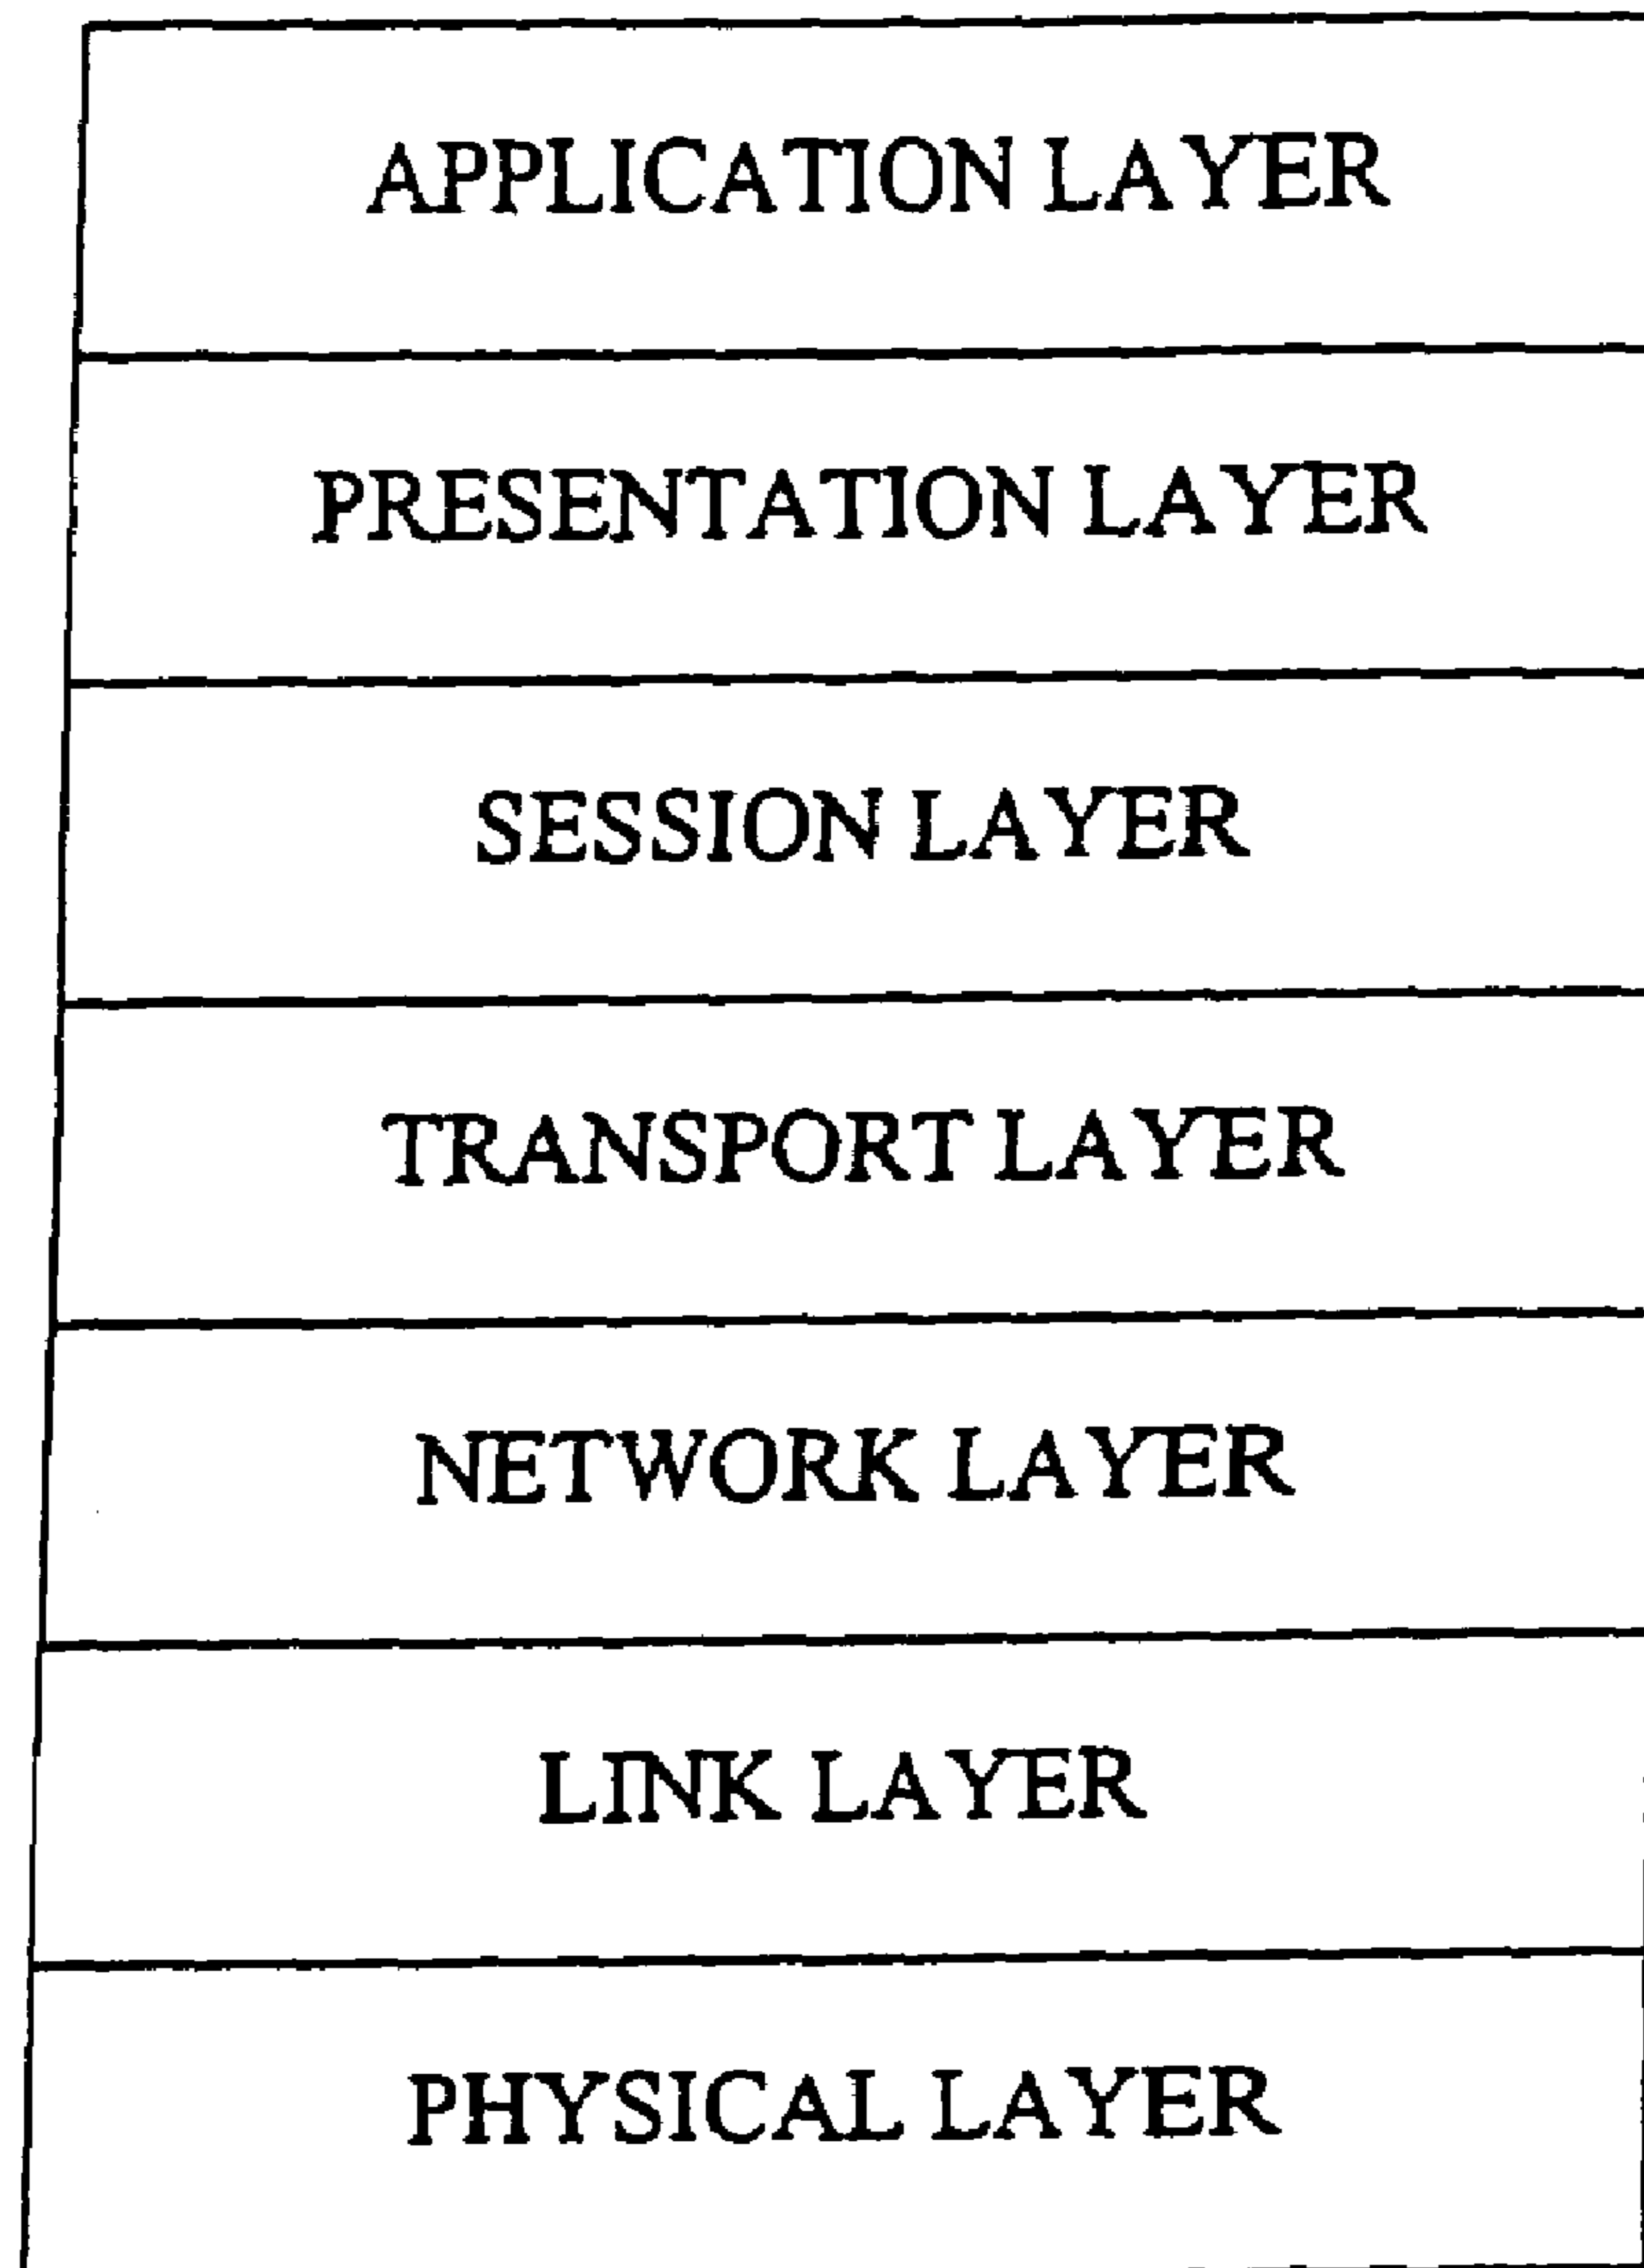 APPLICATION LAYER
PRESENTATION LAYER
SESSION LAYER
TRANSPORT LAYER
NETWORK LAYER
LINK LAYER
PHYSICAL LAYER